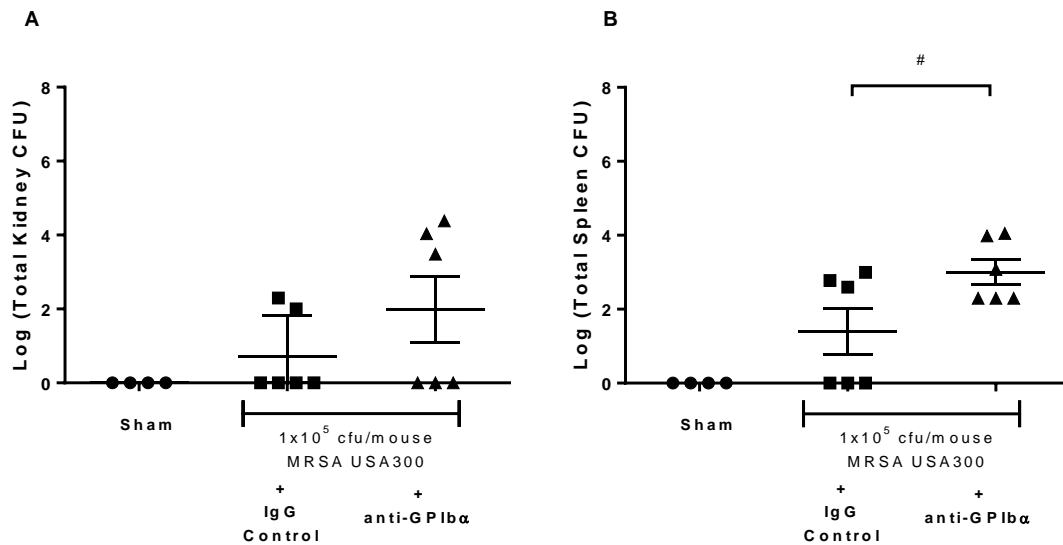 A
Log (Total Kidney CFU)
8
6
4
2
0
Sham
1x10⁵ cfu/mouse
MRSA USA300
+
IgG
Control
+
anti-GPIbα
B
#
Log (Total Spleen CFU)
8
6
4
2
0
Sham
1x10⁵ cfu/mouse
MRSA USA300
+
IgG
Control
+
anti-GPIbα